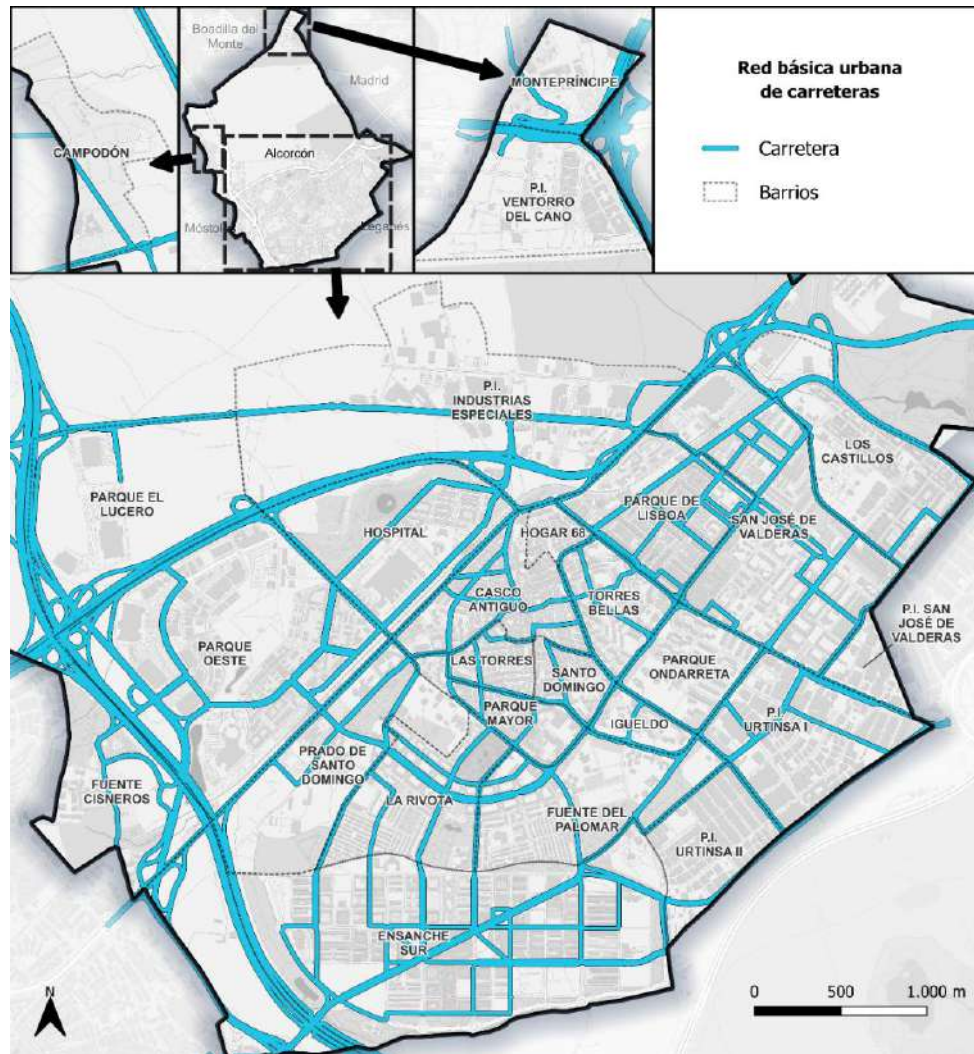 Boadilla del
Monte
Madrid
Alcorcón
Móstoles
Leganés
CAMPODÓN
MONTEPRÍNCIPE
P.I.
VENTORRO
DEL CANO
Red básica urbana
de carreteras
Carretera
Barrios
P.I.
INDUSTRIAS
ESPECIALES
LOS
CASTILLOS
PARQUE EL
LUCERO
HOSPITAL
HOGAR 68
PARQUE DE
LISBOA
SAN JOSÉ DE
VALDERAS
CASCO
ANTIGUO
TORRES
BELLAS
P.I. SAN
JOSÉ DE
VALDERAS
PARQUE
OESTE
LAS TORRES
SANTO
DOMINGO
PARQUE
ONDARRETA
PARQUE
MAYOR
IGUELDO
P.I.
URTINSA I
PRADO DE
SANTO
DOMINGO
FUENTE
CISNEROS
LA RIVOTA
FUENTE DEL
PALOMAR
P.I.
URTINSA II
ENSANCHE
SUR
N
0 500 1.000 m